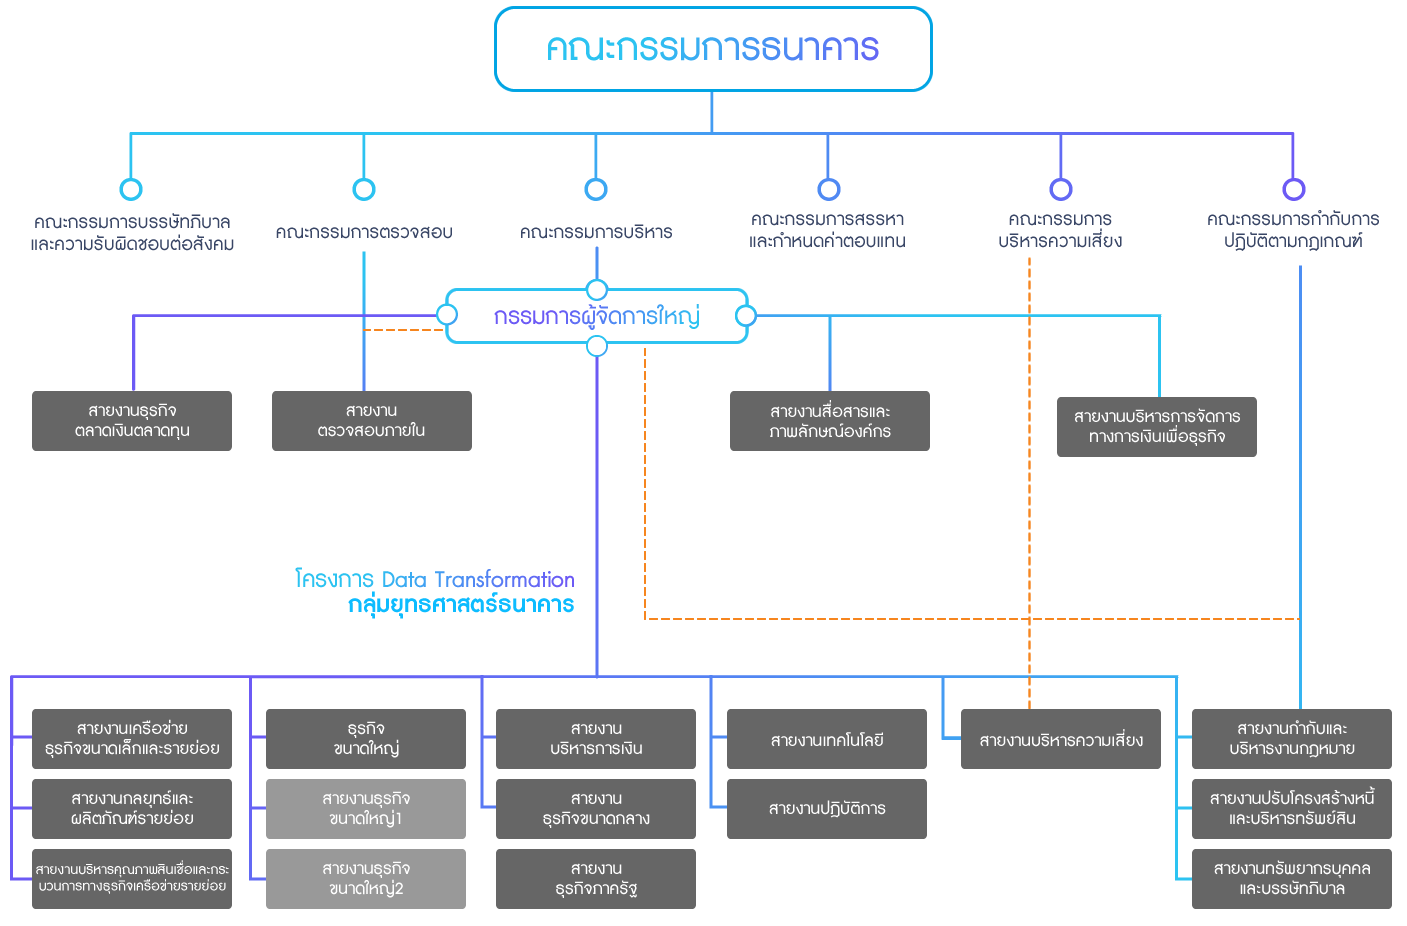 คณะกรรมการธนาคาร
คณะกรรมการบรรษัทภิบาล
และความรับผิดชอบต่อสังคม
คณะกรรมการตรวจสอบ
คณะกรรมการบริหาร
คณะกรรมการสรรหา
และกำหนดค่าตอบแทน
คณะกรรมการ
บริหารความเสี่ยง
คณะกรรมการกำกับการ
ปฏิบัติตามกฎเกณฑ์
กรรมการผู้จัดการใหญ่
สายงานธุรกิจ
ตลาดเงินตลาดทุน
สายงาน
ตรวจสอบภายใน
สายงานสื่อสารและ
ภาพลักษณ์องค์กร
สายงานบริหารการจัดการ
ทางการเงินเพื่อธุรกิจ
โครงการ Data Transformation
กลุ่มยุทธศาสตร์ธนาคาร
สายงานเครือข่าย
ธุรกิจขนาดเล็กและรายย่อย
ธุรกิจ
ขนาดใหญ่
สายงาน
บริหารการเงิน
สายงานเทคโนโลยี
สายงานบริหารความเสี่ยง
สายงานกำกับและ
บริหารงานกฎหมาย
สายงานกลยุทธ์และ
ผลิตภัณฑ์รายย่อย
สายงานธุรกิจ
ขนาดใหญ่1
สายงาน
ธุรกิจขนาดกลาง
สายงานปฏิบัติการ
สายงานปรับโครงสร้างหนี้
และบริหารทรัพย์สิน
สายงานบริหารคุณภาพสินเชื่อและกระ
บวนการทางธุรกิจเครือข่ายรายย่อย
สายงานธุรกิจ
ขนาดใหญ่2
สายงาน
ธุรกิจภาครัฐ
สายงานทรัพยากรบุคคล
และบรรษัทภิบาล